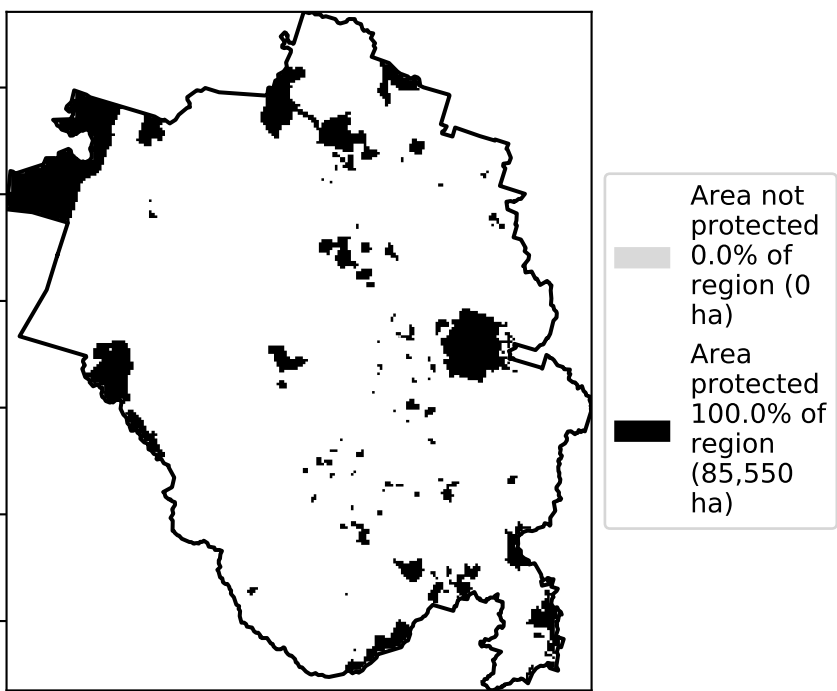 Area not
protected
0.0% of
region (0
ha)
Area
protected
100.0% of
region
(85,550
ha)